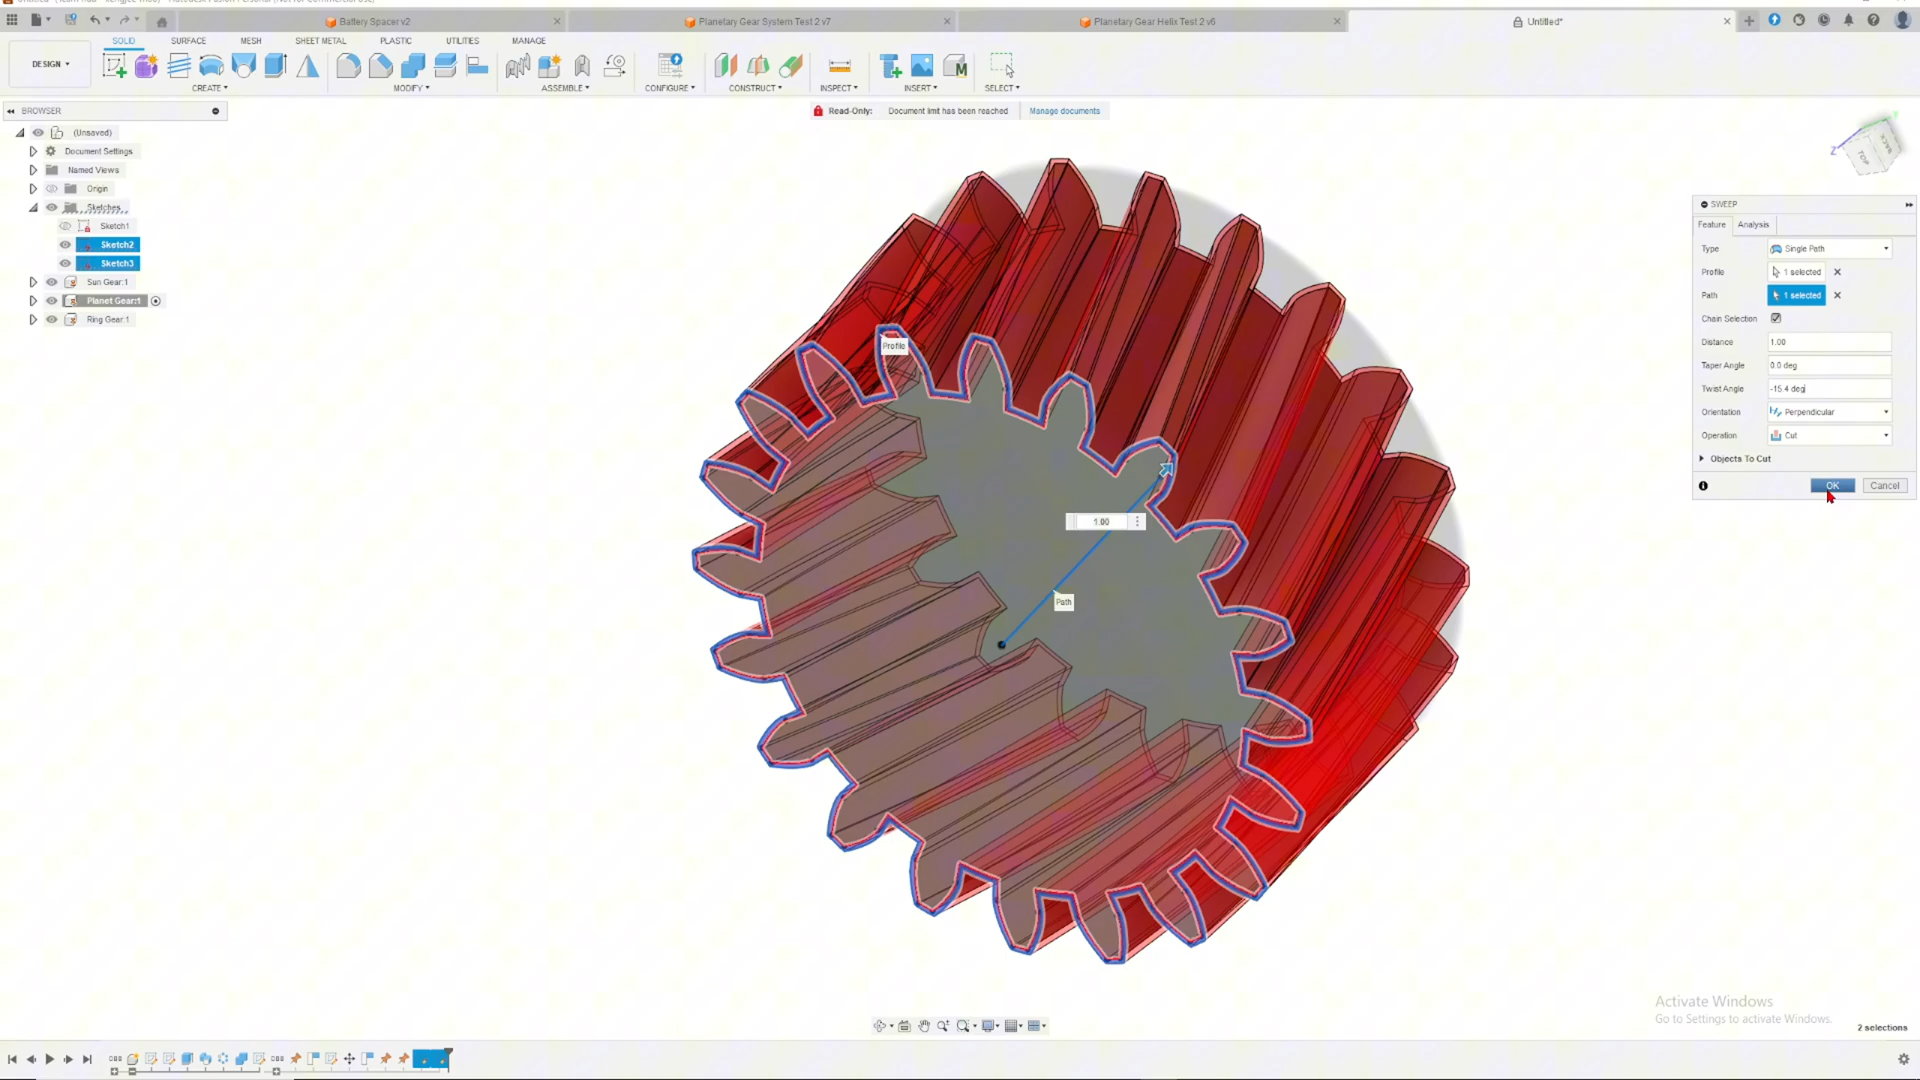 Battery Spacer v2
Planetary Gear System Test 2 v7
Planetary Gear Helix Test 2 v6
Untitled*
DESIGN
SOLID
SURFACE
MESH
SHEET METAL
PLASTIC
UTILITIES
MANAGE
CREATE
MODIFY
ASSEMBLE
CONFIGURE
CONSTRUCT
INSPECT
INSERT
SELECT
BROWSER
Read-Only: Document limit has been reached Manage documents
(Unsaved)
Document Settings
Named Views
Origin
Sketches
Sketch1
Sketch2
Sketch3
Sun Gear:1
Planet Gear:1
Ring Gear:1
Z
TOP
BACK
SWEEP
Feature Analysis
Type Single Path
Profile 1 selected
Path 1 selected
Chain Selection
Distance 1.00
Taper Angle 0.0 deg
Twist Angle -15.4 deg
Orientation Perpendicular
Operation Cut
Objects To Cut
OK Cancel
Profile
1.00
Path
Activate Windows
Go to Settings to activate Windows.
2 selections